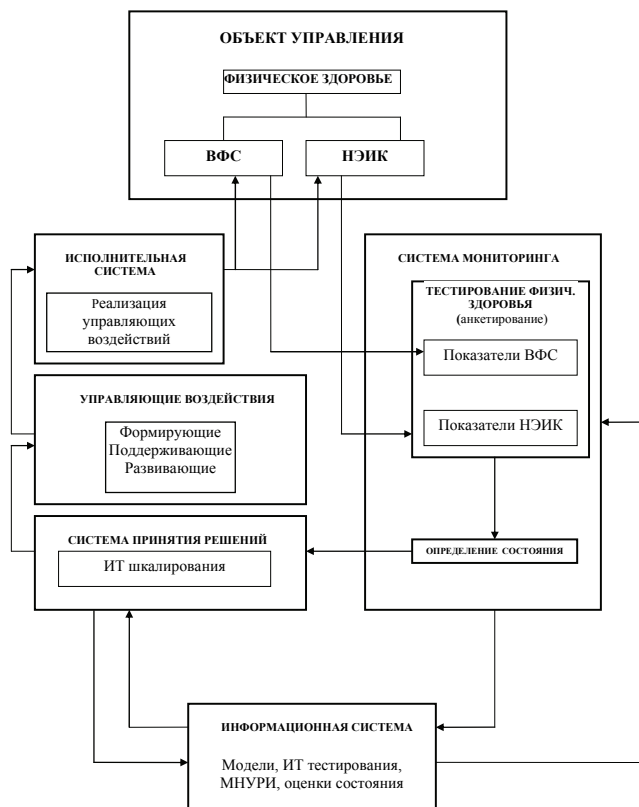 ОБЪЕКТ УПРАВЛЕНИЯ
ФИЗИЧЕСКОЕ ЗДОРОВЬЕ
ВФС
НЭИК
ИСПОЛНИТЕЛЬНАЯ
СИСТЕМА
Реализация
управляющих
воздействий
СИСТЕМА МОНИТОРИНГА
ТЕСТИРОВАНИЕ ФИЗИЧ.
ЗДОРОВЬЯ
(анкетирование)
Показатели ВФС
Показатели НЭИК
УПРАВЛЯЮЩИЕ ВОЗДЕЙСТВИЯ
Формирующие
Поддерживающие
Развивающие
СИСТЕМА ПРИНЯТИЯ РЕШЕНИЙ
ИТ шкалирования
ОПРЕДЕЛЕНИЕ СОСТОЯНИЯ
ИНФОРМАЦИОННАЯ СИСТЕМА
Модели, ИТ тестирования,
МНУРИ, оценки состояния